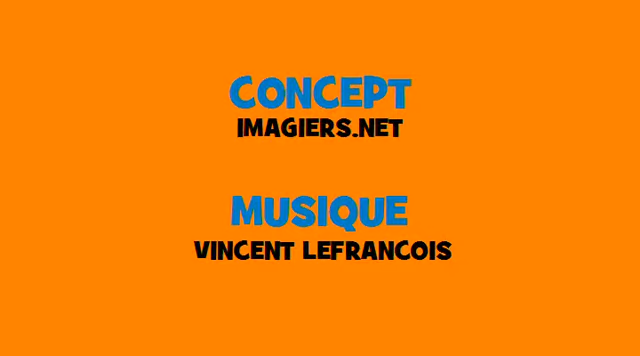 CONCEPT
IMAGIERS.NET
MUSIQUE
VINCENT LEFRANCOIS